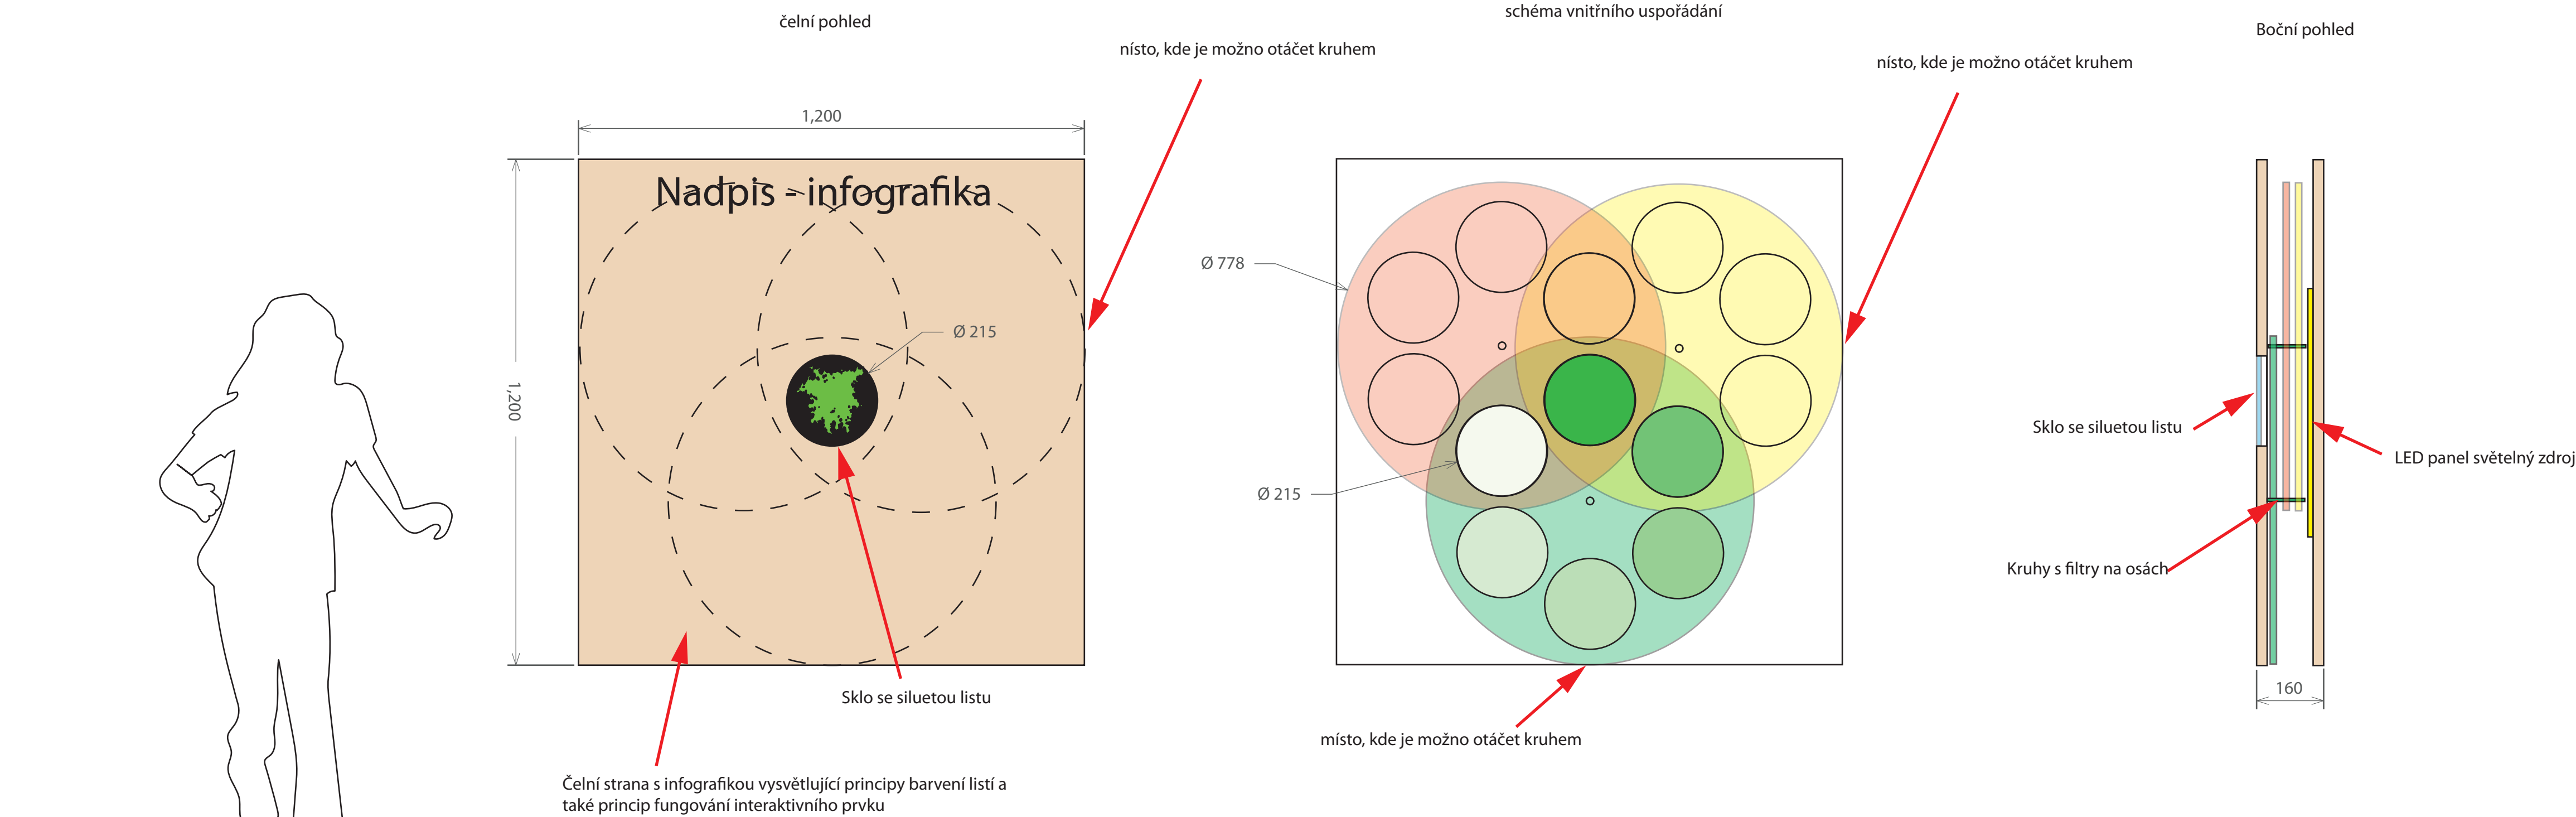 čelní pohled
nísto, kde je možno otáčet kruhem
1,200
1,200
Nadpis - infografika
Ø 215
Sklo se siluetou listu
Čelní strana s infografikou vysvětlující principy barvení listí a
také princip fungování interaktivního prvku
schéma vnitřního uspořádání
nísto, kde je možno otáčet kruhem
Ø 778
Ø 215
místo, kde je možno otáčet kruhem
Boční pohled
Sklo se siluetou listu
LED panel světelný zdroj
Kruhy s filtry na osách
160